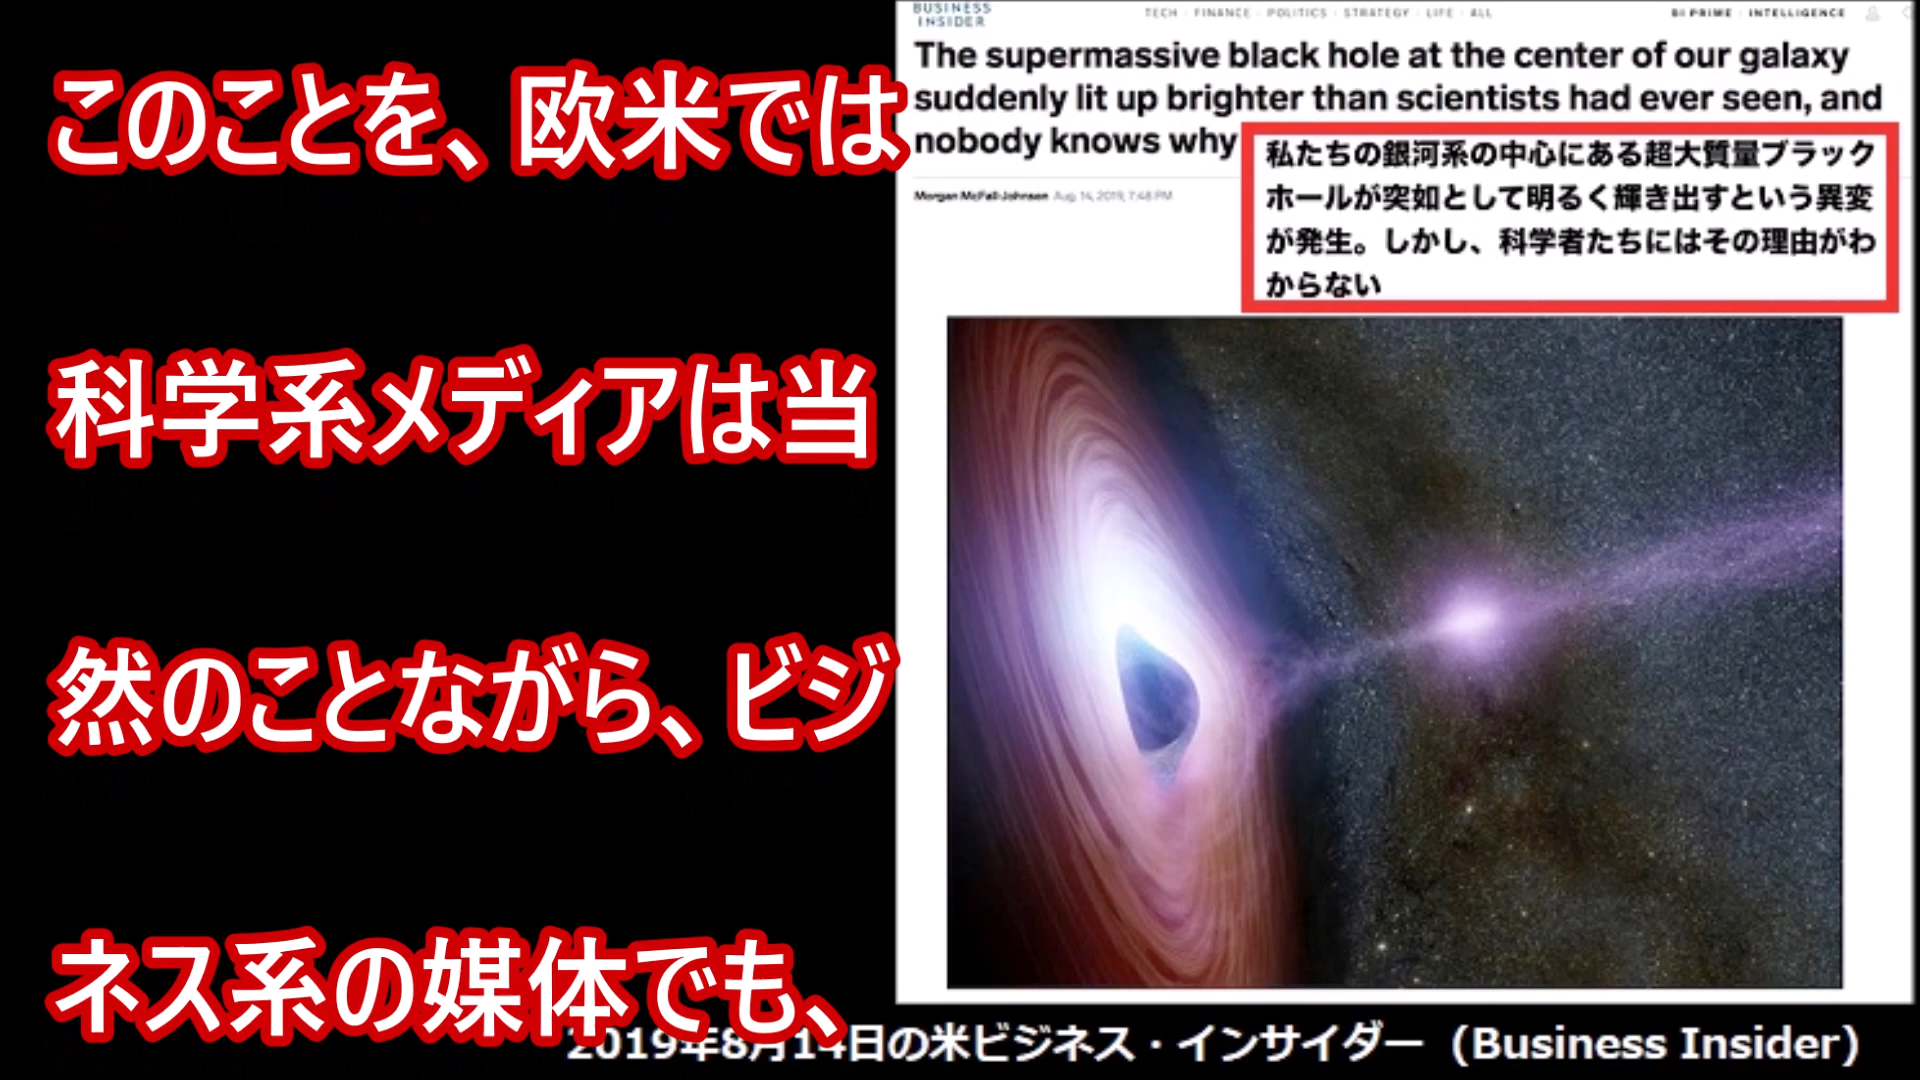 このことを、欧米では
科学系メディアは当
然のことながら、ビジ
ネス系の媒体でも、
BUSINESS
INSIDER
TECH FINANCE POLITICS STRATEGY LIFE ALL
BI PRIME INTELLIGENCE
The supermassive black hole at the center of our galaxy
suddenly lit up brighter than scientists had ever seen, and
nobody knows why
Morgan McFall-Johnsen Aug 14, 2019, 7:48 PM
私たちの銀河系の中心にある超大質量ブラック
ホールが突如として明るく輝き出すという異変
が発生。しかし、科学者たちにはその理由がわ
からない
2019年8月14日の米ビジネス・インサイダー (Business Insider)